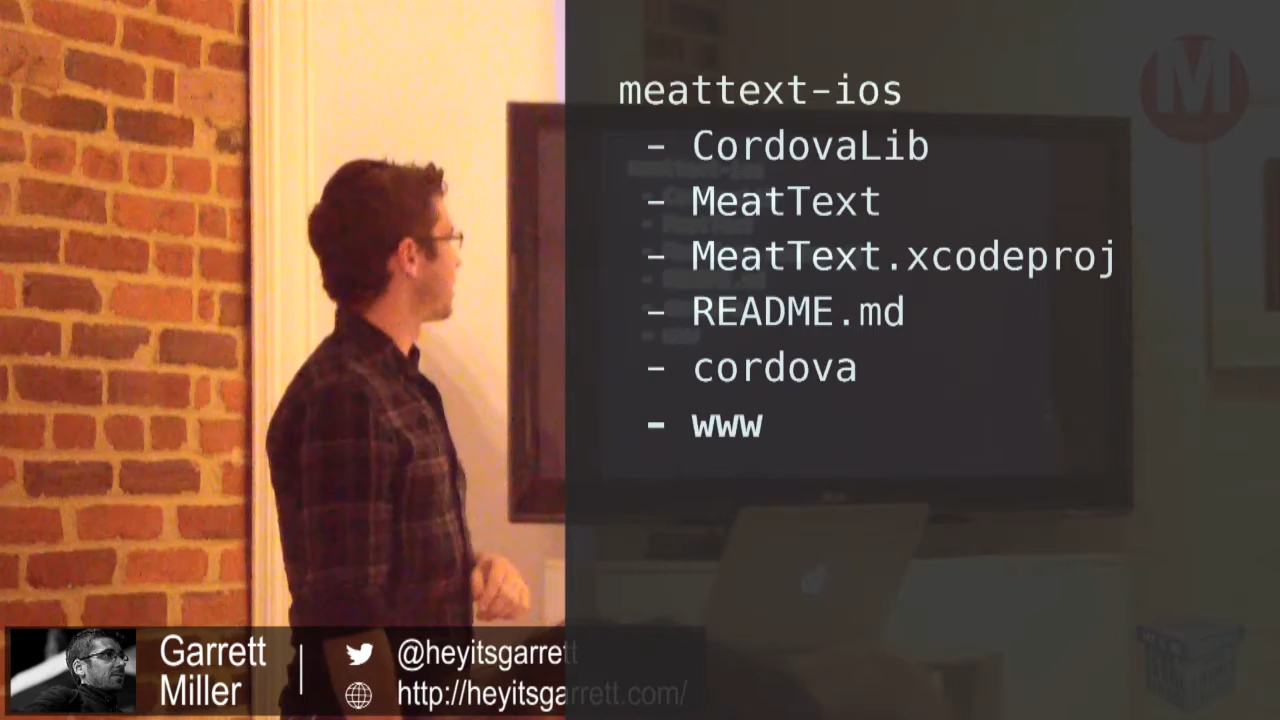 meattext-ios
- CordovaLib
- MeatText
- MeatText.xcodeproj
- README.md
- cordova
- www
M
Garrett
Miller
@heyitsgarrett
http://heyitsgarrett.com/